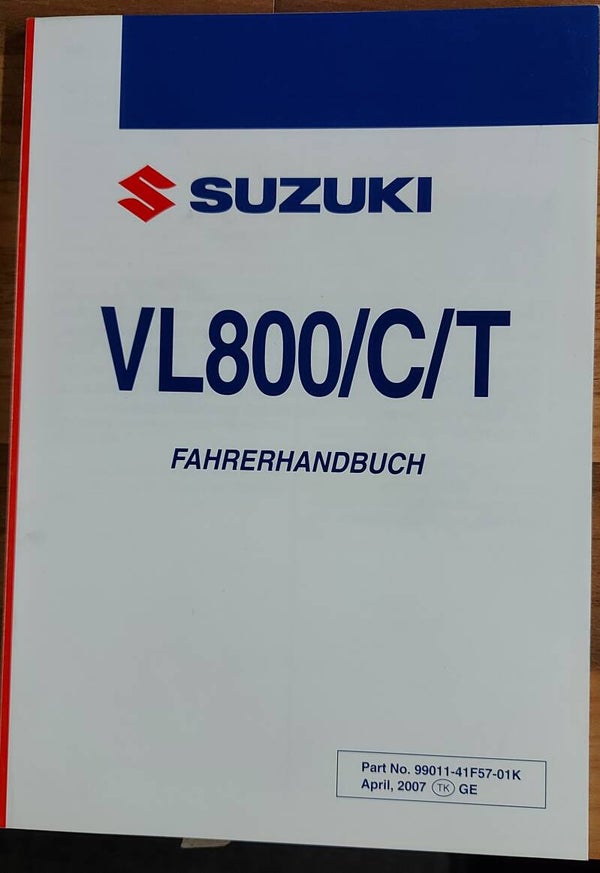 SUZUKI
VL800/C/T
FAHRERHANDBUCH
Part No. 99011-41F57-01K
April, 2007 TK GE